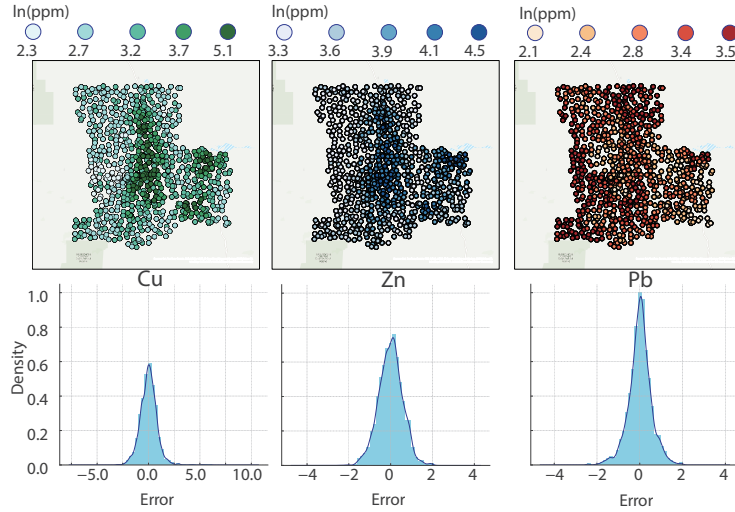 ln(ppm) ln(ppm) ln(ppm)
2.3 2.7 3.2 3.7 5.1 3.3 3.6 3.9 4.1 4.5 2.1 2.4 2.8 3.4 3.5
Cu Zn Pb
1.0
0.8
0.6
0.4
0.2
0.0
Density
−5.0 0.0 5.0 10.0 −4 −2 0 2 4 −4 −2 0 2 4
Error Error Error